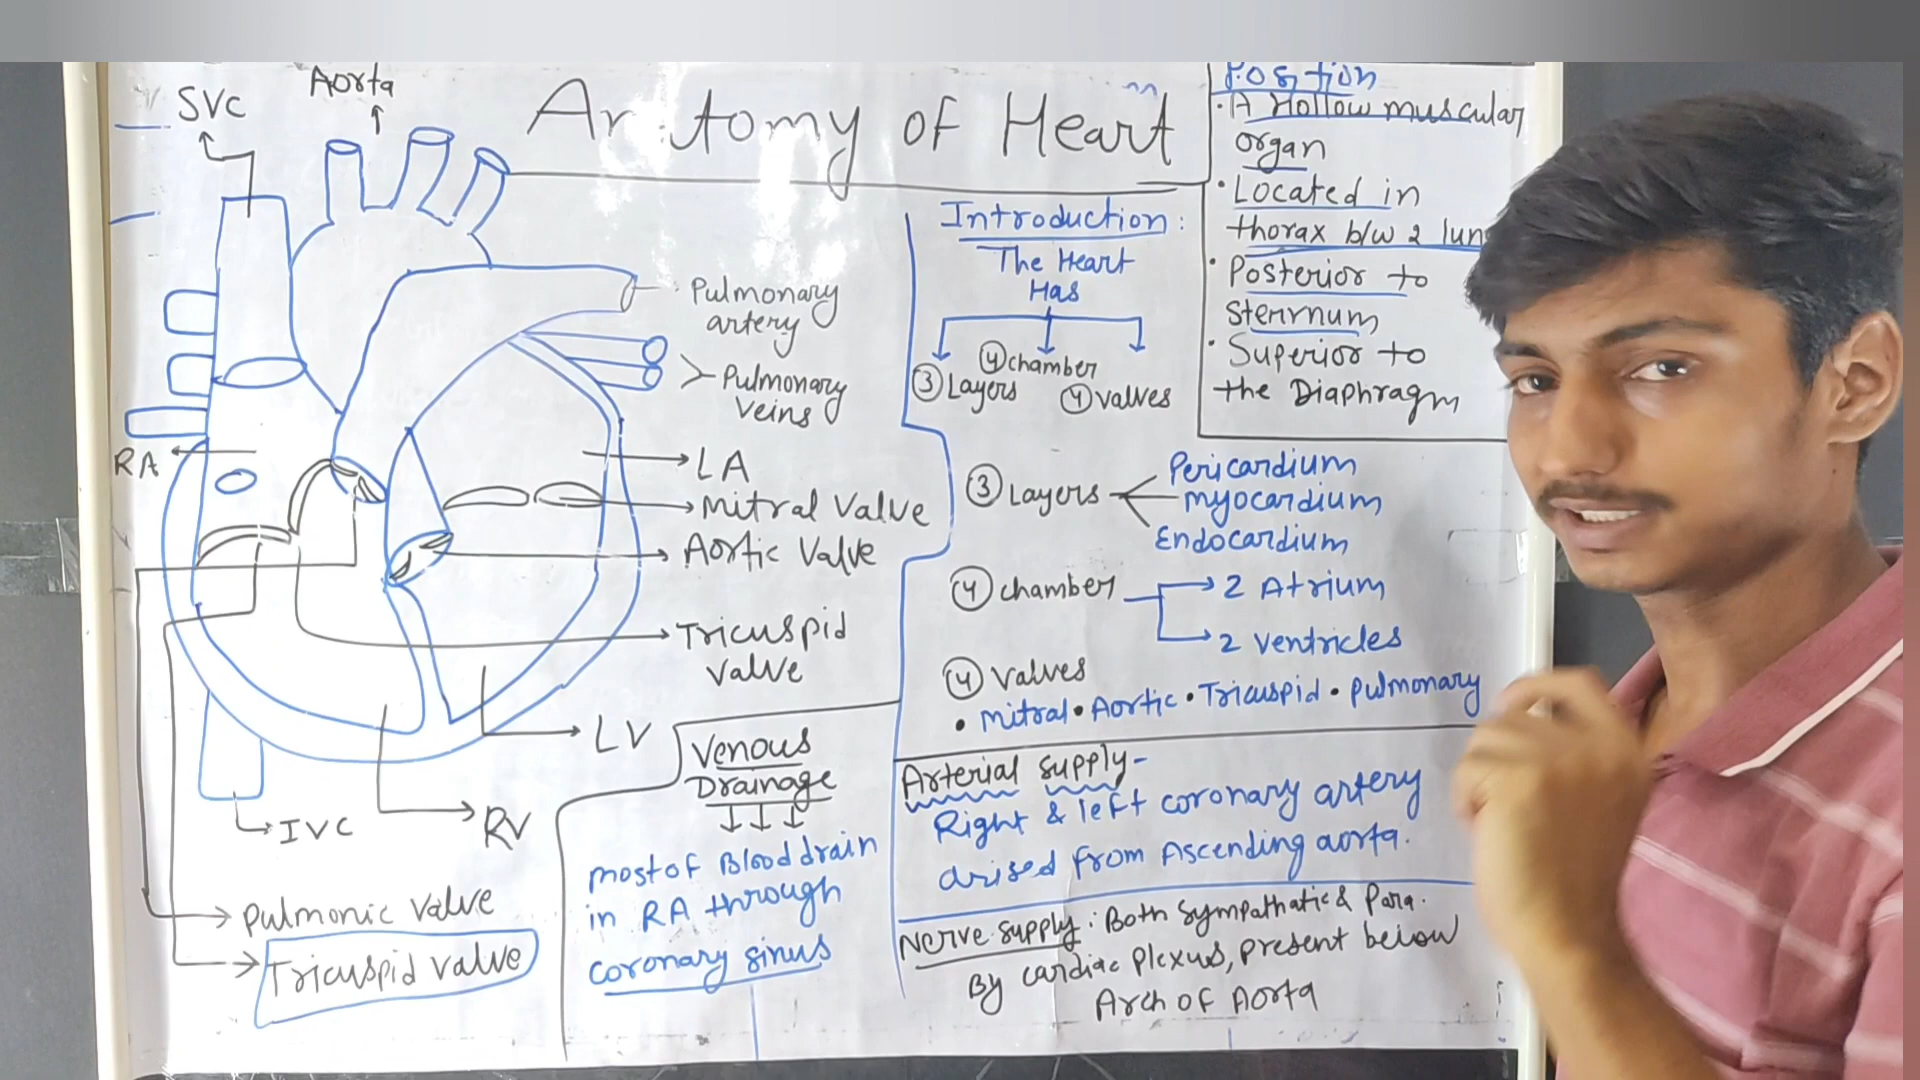 Anatomy of Heart
SVC
Aorta
Pulmonary
artery
Pulmonary
veins
RA
LA
Mitral Valve
Aortic Valve
Tricuspid
valve
LV
RV
IVC
Pulmonic valve
Tricuspid valve
Venous
Drainage
most of Blood drain
in RA through
coronary sinus
Introduction:
The Heart
Has
3 Layers
4 chamber
4 valves
3 Layers
Pericardium
myocardium
Endocardium
4 chamber
2 Atrium
2 ventricles
4 valves
• mitral • Aortic • Tricuspid • pulmonary
Arterial supply-
Right & left coronary artery
arised from Ascending aorta.
Nerve supply: Both sympathatic & Para.
By cardiac plexus, present below
Arch of Aorta
Position
• A Hollow muscular
organ
• Located in
thorax b/w 2 lun
• Posterior to
Sternum
• Superior to
the Diaphragm